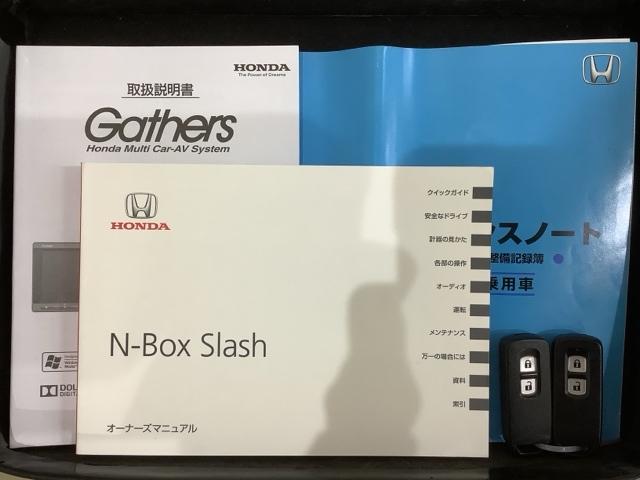 HONDA
The Power of Dreams
取扱説明書
Gathers
Honda Multi Car-AV System
HONDA
N-Box Slash
オーナーズマニュアル
クイックガイド
安全なドライブ
計器の見かた
各部の操作
オーディオ
運転
メンテナンス
万一の場合には
資料
索引
スノート
整備記録簿
乗用車
DIGITAL